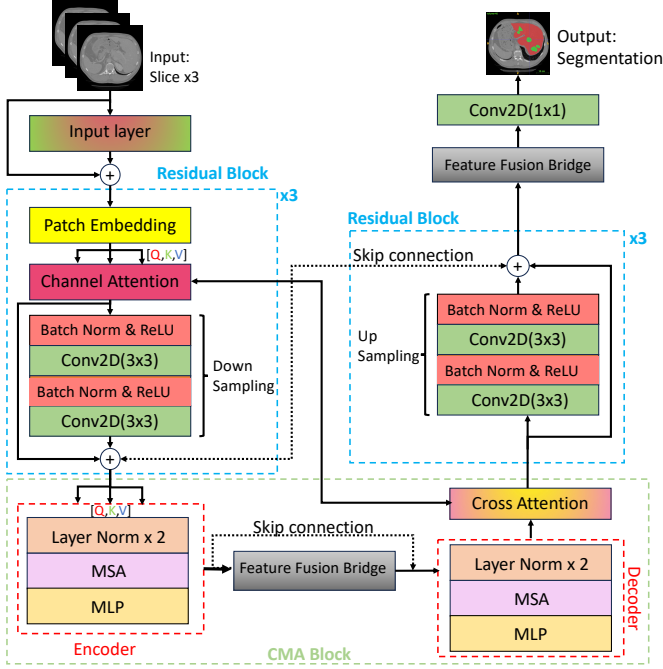 Input:
Slice x3
Input layer
+
Residual Block
x3
Patch Embedding
[Q,K,V]
Channel Attention
Batch Norm & ReLU
Conv2D(3x3)
Batch Norm & ReLU
Conv2D(3x3)
Down
Sampling
+
[Q,K,V]
Layer Norm x 2
MSA
MLP
Encoder
Skip connection
Feature Fusion Bridge
CMA Block
Layer Norm x 2
MSA
MLP
Decoder
Cross Attention
Output:
Segmentation
Conv2D(1x1)
Feature Fusion Bridge
Residual Block
x3
Skip connection
+
Up
Sampling
Batch Norm & ReLU
Conv2D(3x3)
Batch Norm & ReLU
Conv2D(3x3)